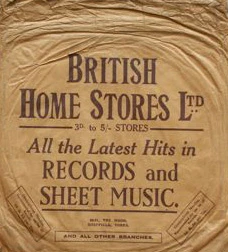 BRITISH
HOME STORES LTD
3D. to 5/- STORES
All the Latest Hits in
RECORDS and
SHEET MUSIC.
AND ALL OTHER BRANCHES.